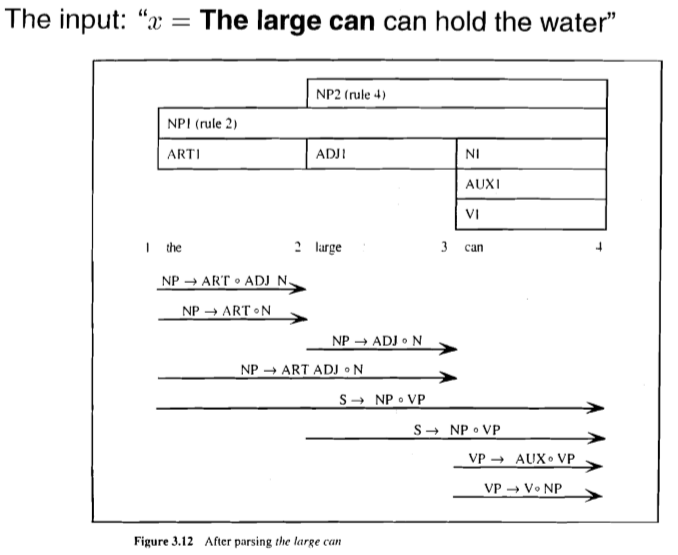 The input: “x = The large can can hold the water”
NP2 (rule 4)
NP1 (rule 2)
ART1 ADJ1 N1
AUX1
V1
1 the 2 large 3 can 4
NP → ART ∘ ADJ N
NP → ART ∘ N
NP → ADJ ∘ N
NP → ART ADJ ∘ N
S → NP ∘ VP
S → NP ∘ VP
VP → AUX ∘ VP
VP → V ∘ NP
Figure 3.12 After parsing the large can